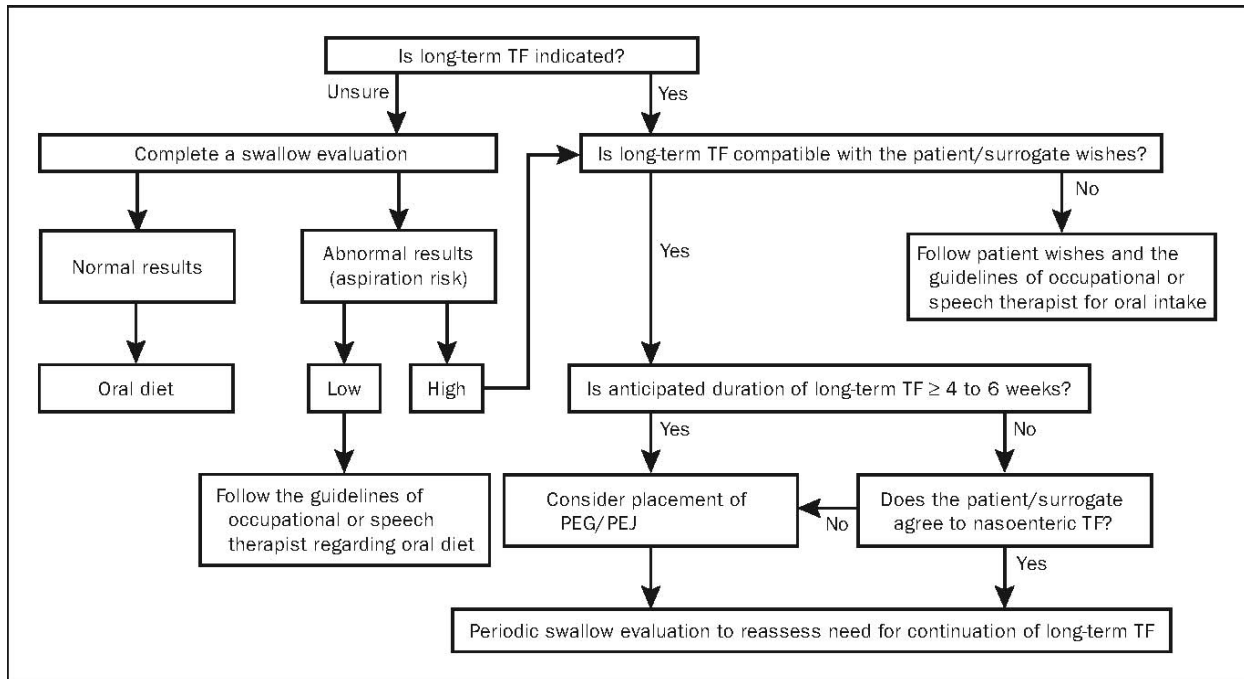 Is long-term TF indicated?
Unsure
Yes
Complete a swallow evaluation
Is long-term TF compatible with the patient/surrogate wishes?
No
Normal results
Abnormal results
(aspiration risk)
Yes
Follow patient wishes and the
guidelines of occupational or
speech therapist for oral intake
Oral diet
Low
High
Is anticipated duration of long-term TF ≥ 4 to 6 weeks?
Yes
No
Follow the guidelines of
occupational or speech
therapist regarding oral diet
Consider placement of
PEG/PEJ
No
Does the patient/surrogate
agree to nasoenteric TF?
Yes
Periodic swallow evaluation to reassess need for continuation of long-term TF